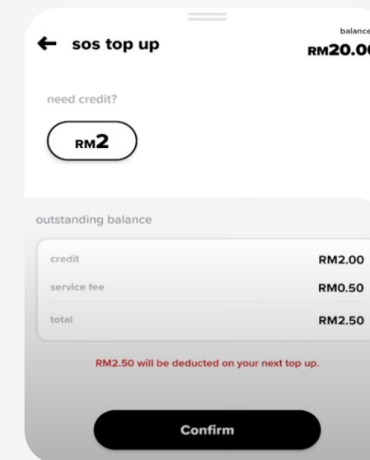 sos top up
balance
RM20.00
need credit?
RM2
outstanding balance
credit RM2.00
service fee RM0.50
total RM2.50
RM2.50 will be deducted on your next top up.
Confirm